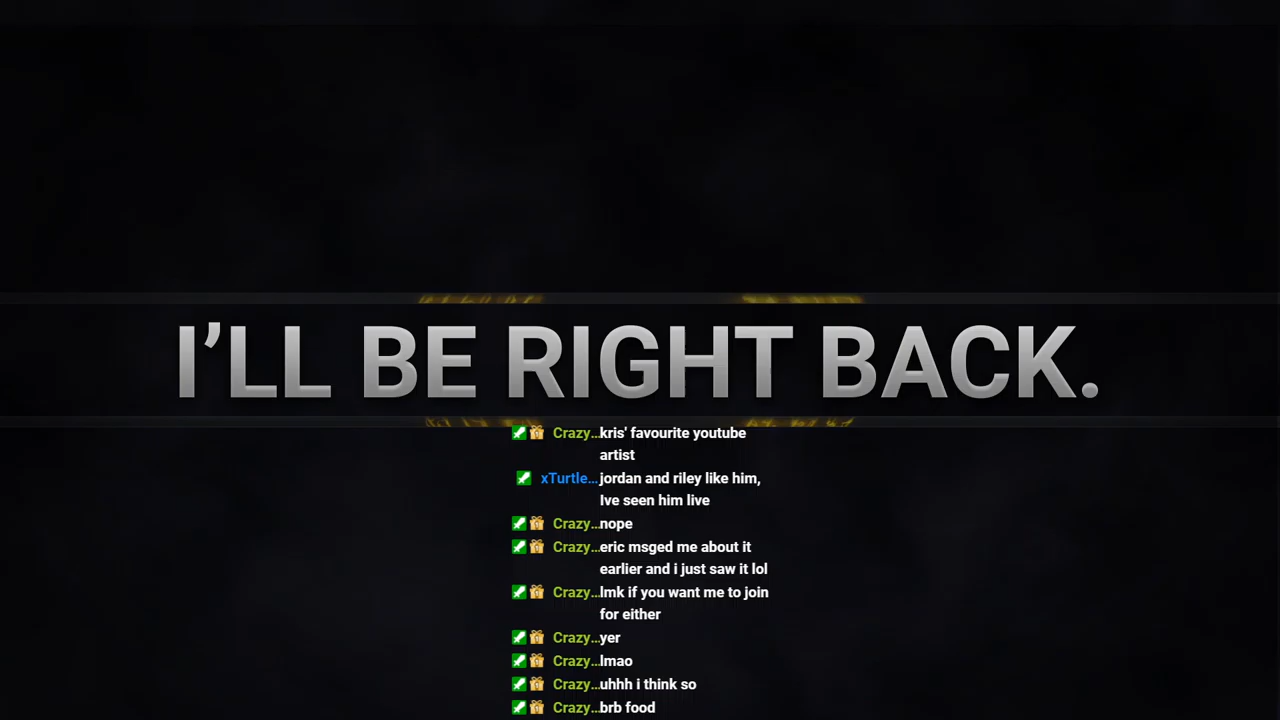 I'LL BE RIGHT BACK.
Crazy...kris' favourite youtube
artist
xTurtle...jordan and riley like him,
Ive seen him live
Crazy...nope
Crazy...eric msged me about it
earlier and i just saw it lol
Crazy...lmk if you want me to join
for either
Crazy...yer
Crazy...lmao
Crazy...uhhh i think so
Crazy...brb food